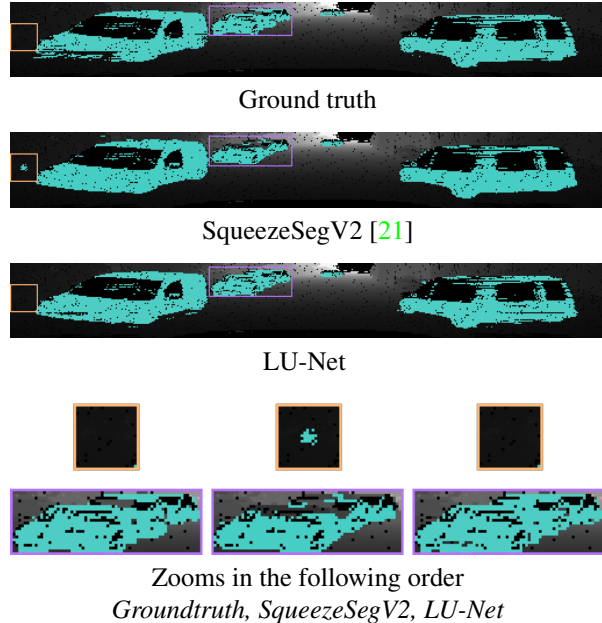 Ground truth
SqueezeSegV2 [21]
LU-Net
Zooms in the following order
Groundtruth, SqueezeSegV2, LU-Net